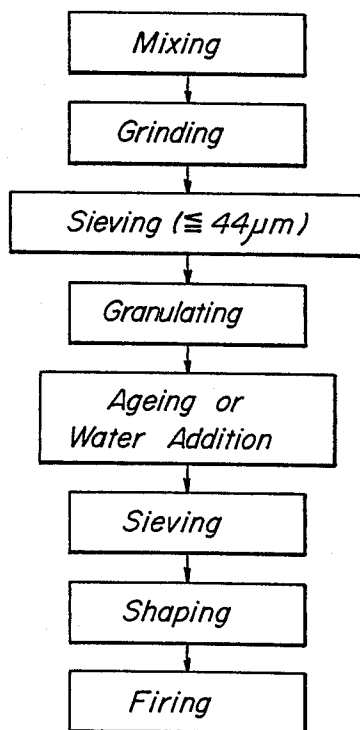 Mixing
Grinding
Sieving (≦ 44μm)
Granulating
Ageing or
Water Addition
Sieving
Shaping
Firing